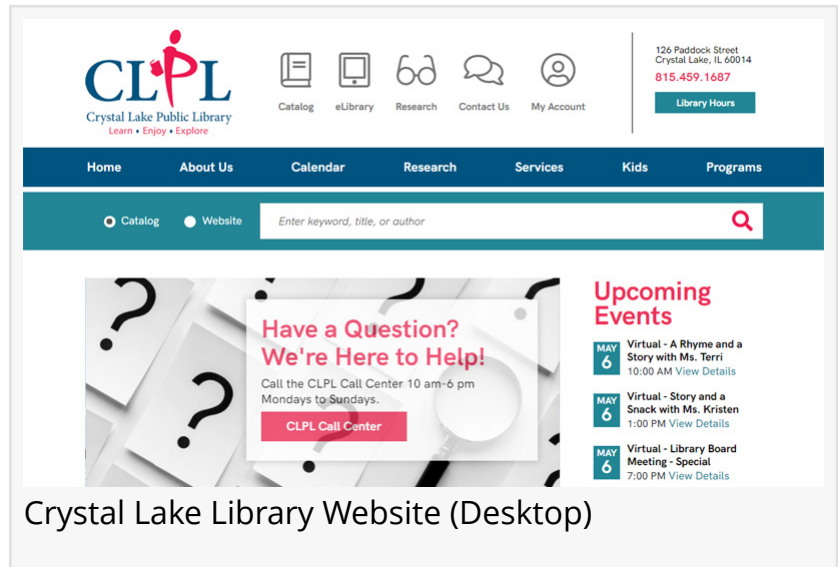 CLPL
Crystal Lake Public Library
Learn • Enjoy • Explore
Catalog
eLibrary
Research
Contact Us
My Account
126 Paddock Street
Crystal Lake, IL 60014
815.459.1687
Library Hours
Home
About Us
Calendar
Research
Services
Kids
Programs
Catalog
Website
Enter keyword, title, or author
Have a Question?
We're Here to Help!
Call the CLPL Call Center 10 am-6 pm
Mondays to Sundays.
CLPL Call Center
Upcoming
Events
MAY
6
Virtual - A Rhyme and a
Story with Ms. Terri
10:00 AM View Details
MAY
6
Virtual - Story and a
Snack with Ms. Kristen
1:00 PM View Details
MAY
6
Virtual - Library Board
Meeting - Special
7:00 PM View Details
Crystal Lake Library Website (Desktop)